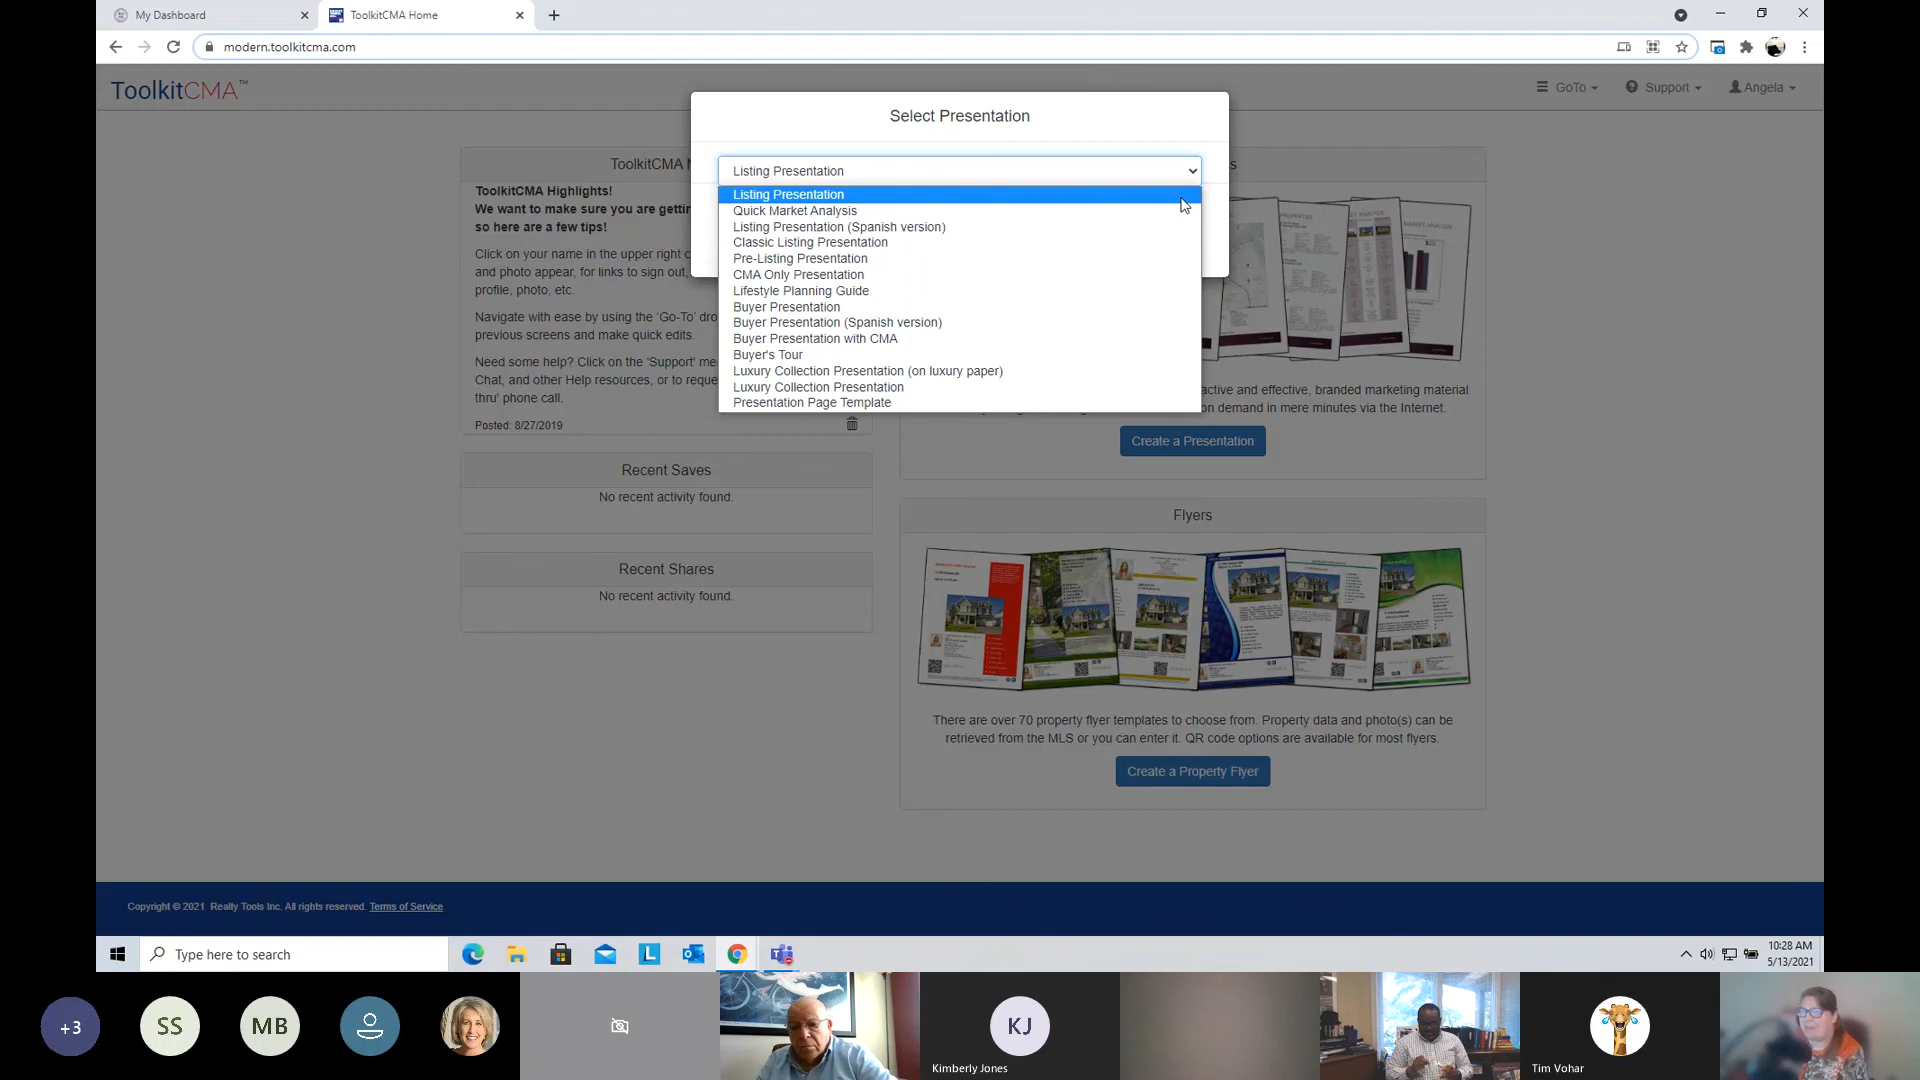 My Dashboard
ToolkitCMA Home
modern.toolkitcma.com
ToolkitCMA™
GoTo
Support
Angela
Select Presentation
Listing Presentation
Listing Presentation
Quick Market Analysis
Listing Presentation (Spanish version)
Classic Listing Presentation
Pre-Listing Presentation
CMA Only Presentation
Lifestyle Planning Guide
Buyer Presentation
Buyer Presentation (Spanish version)
Buyer Presentation with CMA
Buyer's Tour
Luxury Collection Presentation (on luxury paper)
Luxury Collection Presentation
Presentation Page Template
ToolkitCMA
ToolkitCMA Highlights!
We want to make sure you are
so here are a few tips!
Click on your name in the upper right
and photo appear, for links to sign out,
profile, photo, etc.
Navigate with ease by using the 'Go-To'
previous screens and make quick edits.
Need some help? Click on the 'Support'
Chat, and other Help resources, or to
thru' phone call.
Posted: 8/27/2019
and effective, branded marketing material
on demand in mere minutes via the Internet.
Create a Presentation
Recent Saves
No recent activity found.
Recent Shares
No recent activity found.
Flyers
There are over 70 property flyer templates to choose from. Property data and photo(s) can be
retrieved from the MLS or you can enter it. QR code options are available for most flyers.
Create a Property Flyer
Copyright © 2021 Realty Tools Inc. All rights reserved. Terms of Service
Type here to search
L
10:28 AM
5/13/2021
+3
SS
MB
KJ
Kimberly Jones
Tim Vohar